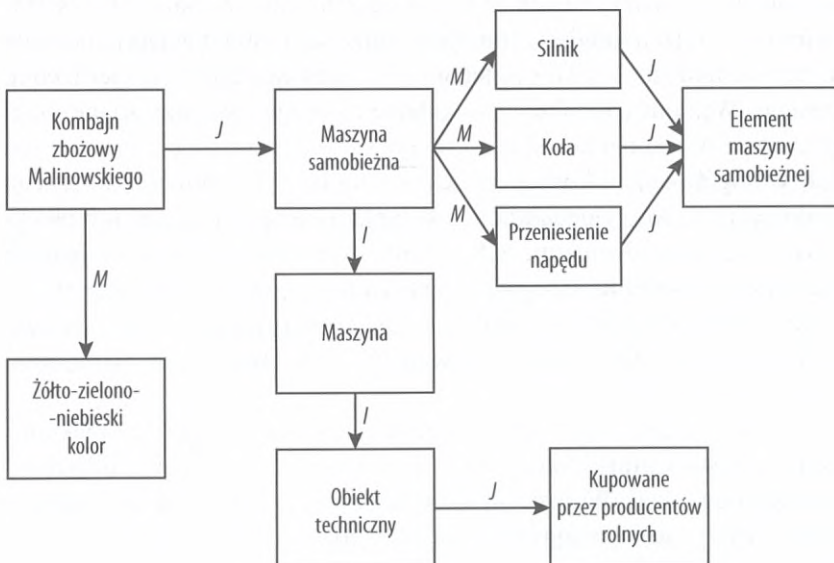 Silnik
M
J
Kombajn
zbożowy
Malinowskiego
J
Maszyna
samobieżna
M
Koła
J
Element
maszyny
samobieżnej
M
Przeniesienie
napędu
J
I
M
Maszyna
Żółto-zielono-
-niebieski
kolor
I
Obiekt
techniczny
J
Kupowane
przez producentów
rolnych